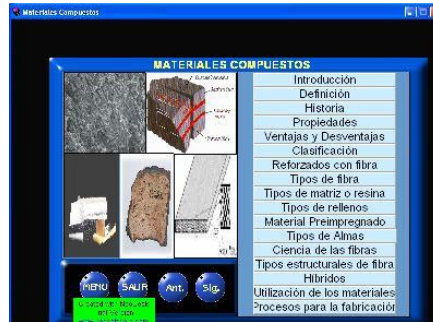 Materiales Compuestos
MATERIALES COMPUESTOS
Introducción
Definición
Historia
Propiedades
Ventajas y Desventajas
Clasificación
Reforzados con fibra
Tipos de fibra
Tipos de matriz o resina
Tipos de rellenos
Material Preimpregnado
Tipos de Almas
Ciencia de las fibras
Tipos estructurales de fibra
Híbridos
Utilización de los materiales
Procesos para la fabricación
MENU
SALIR
Ant.
Sig.
Created with